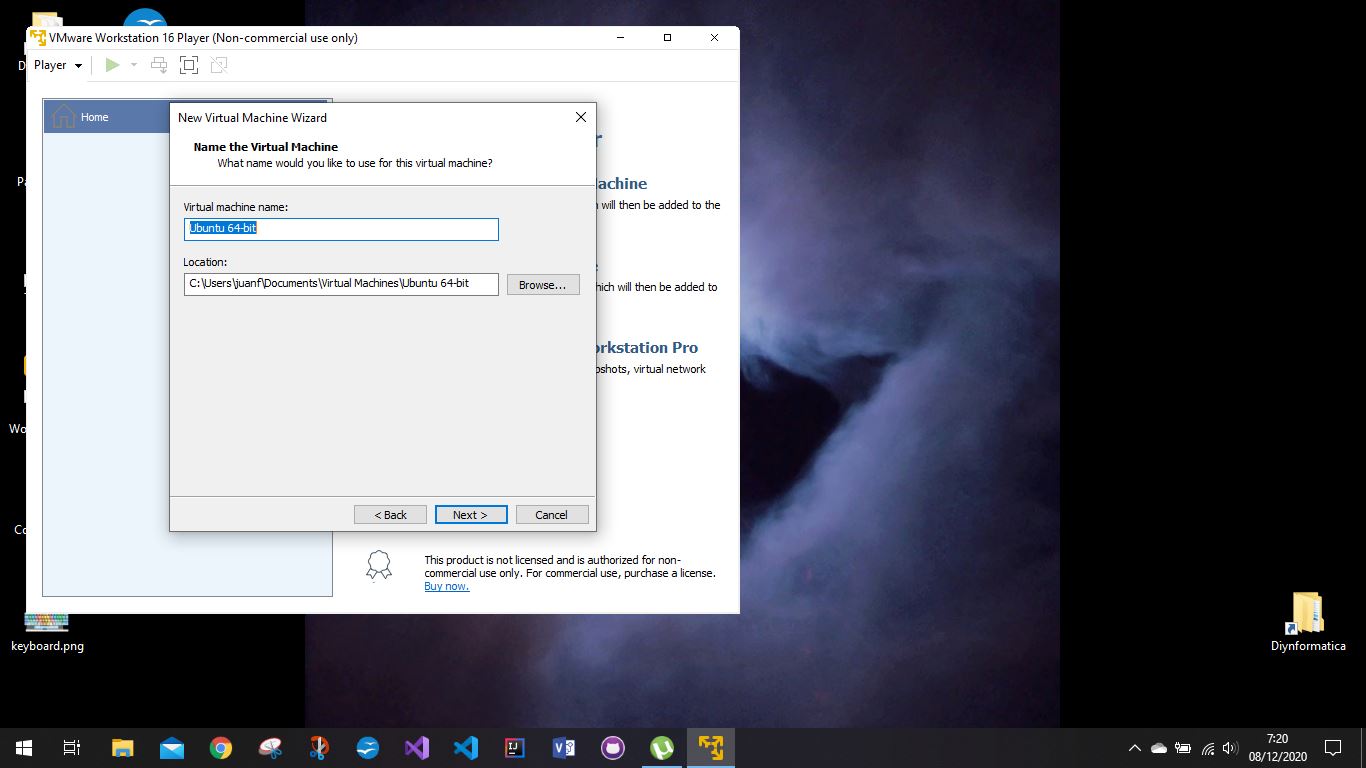 VMware Workstation 16 Player (Non-commercial use only)
Player
Home
New Virtual Machine Wizard
Name the Virtual Machine
What name would you like to use for this virtual machine?
achine
will then be added to the
Virtual machine name:
Ubuntu 64-bit
Location:
C:\Users\juanf\Documents\Virtual Machines\Ubuntu 64-bit
Browse...
hich will then be added to
orkstation Pro
pshots, virtual network
< Back
Next >
Cancel
This product is not licensed and is authorized for non-
commercial use only. For commercial use, purchase a license.
Buy now.
keyboard.png
Diynformatica
7:20
08/12/2020